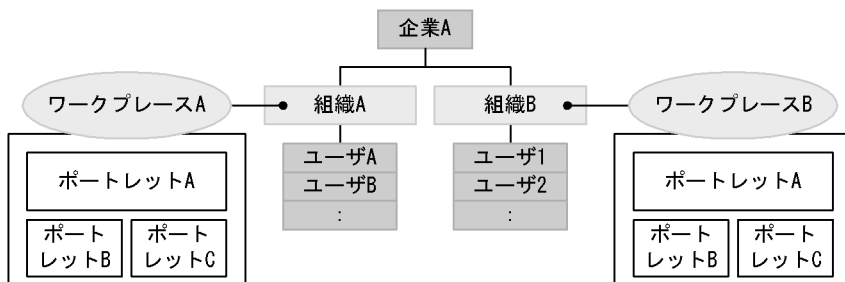 企業A
ワークプレースA
組織A
組織B
ワークプレースB
ポートレットA
ポート
レットB
ポート
レットC
ユーザA
ユーザB
:
ユーザ1
ユーザ2
:
ポートレットA
ポート
レットB
ポート
レットC